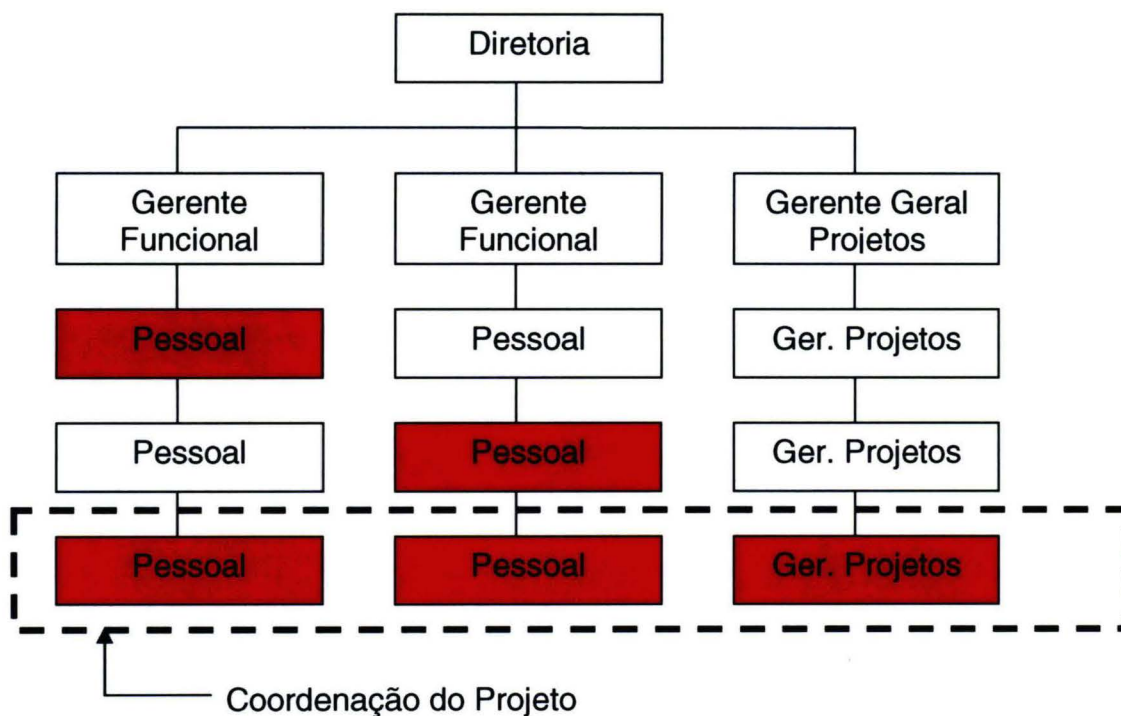 Diretoria
Gerente
Funcional
Gerente
Funcional
Gerente Geral
Projetos
Pessoal
Pessoal
Ger. Projetos
Pessoal
Pessoal
Ger. Projetos
Pessoal
Pessoal
Ger. Projetos
Coordenação do Projeto